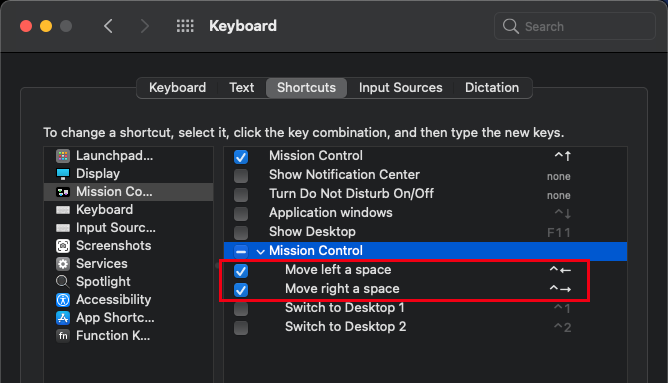 Keyboard
Search
Keyboard Text Shortcuts Input Sources Dictation
To change a shortcut, select it, click the key combination, and then type the new keys.
Launchpad...
Display
Mission Co...
Keyboard
Input Sourc...
Screenshots
Services
Spotlight
Accessibility
App Shortc...
fn Function K...
Mission Control ^↑
Show Notification Center none
Turn Do Not Disturb On/Off none
Application windows ^↓
Show Desktop F11
Mission Control
Move left a space ^←
Move right a space ^→
Switch to Desktop 1 ^1
Switch to Desktop 2 ^2